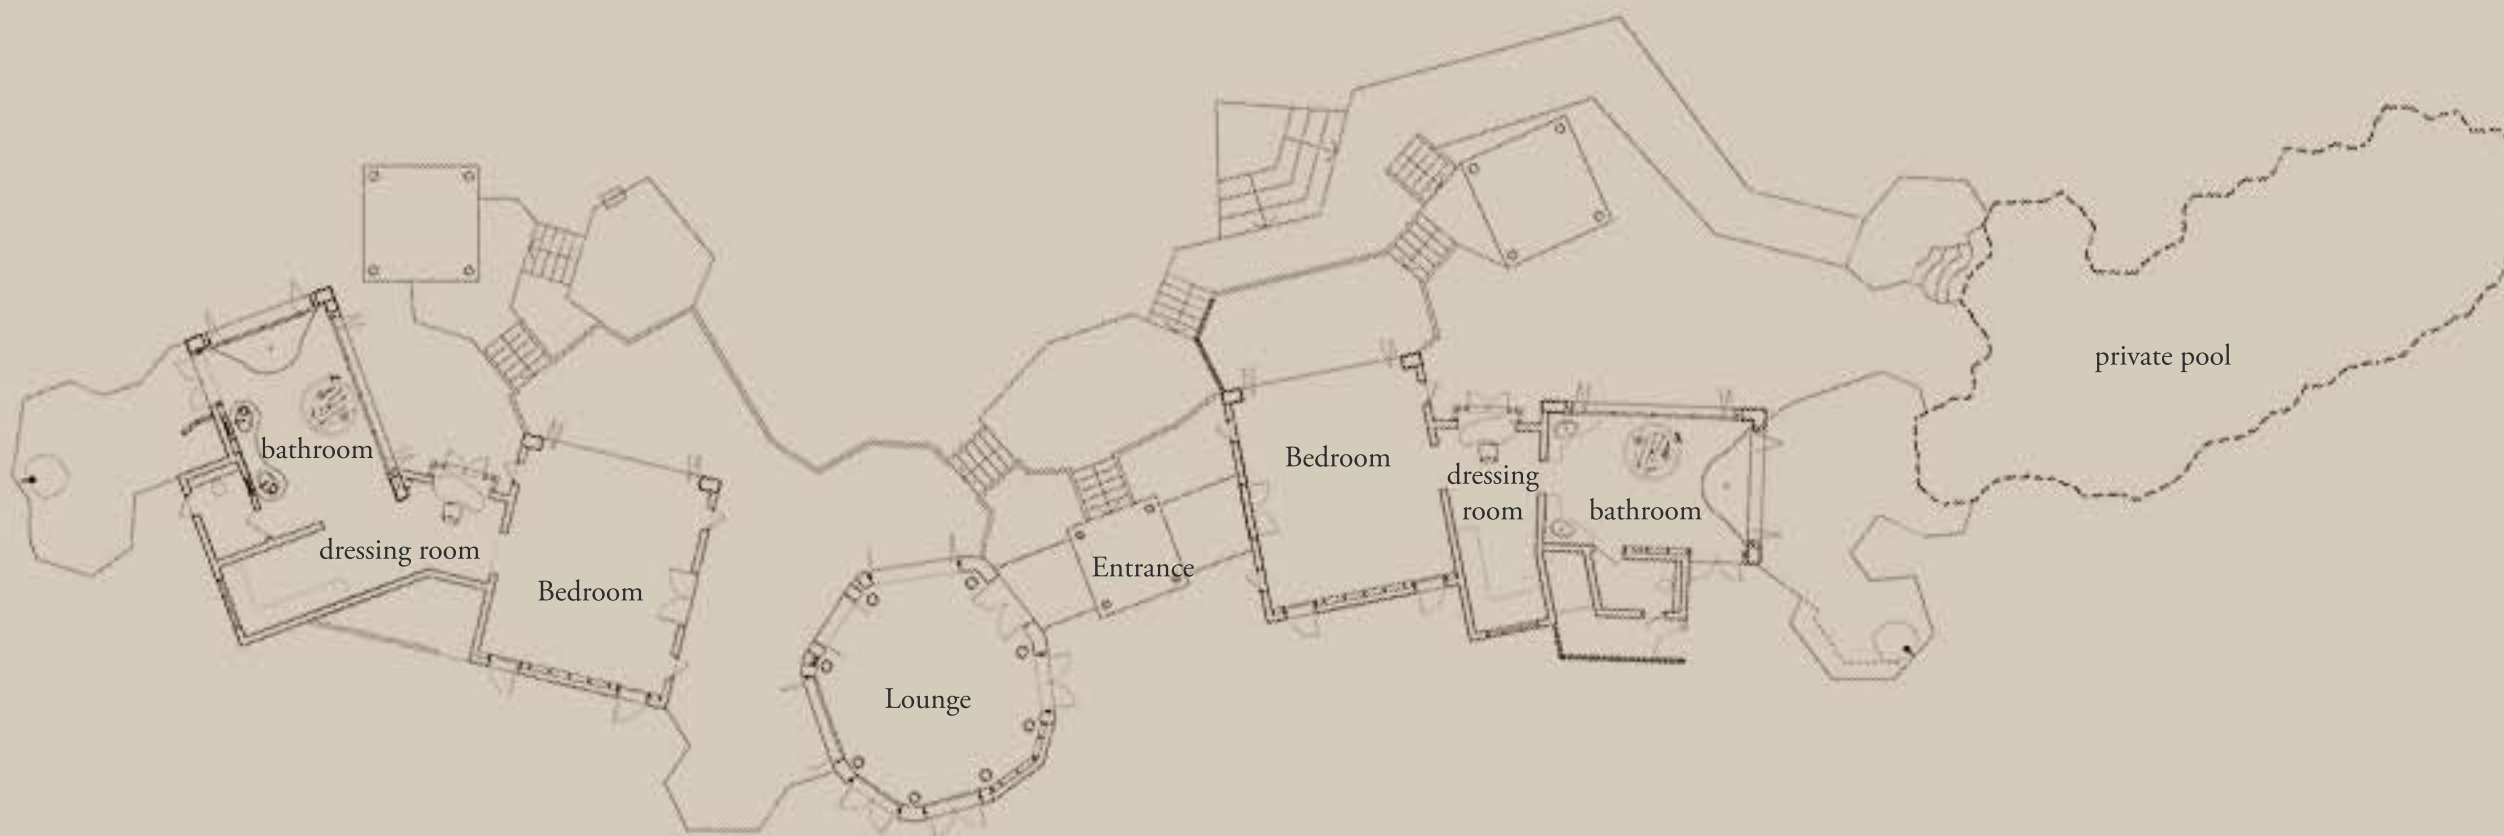 bathroom
dressing room
Bedroom
Lounge
Entrance
Bedroom
dressing
room
bathroom
private pool